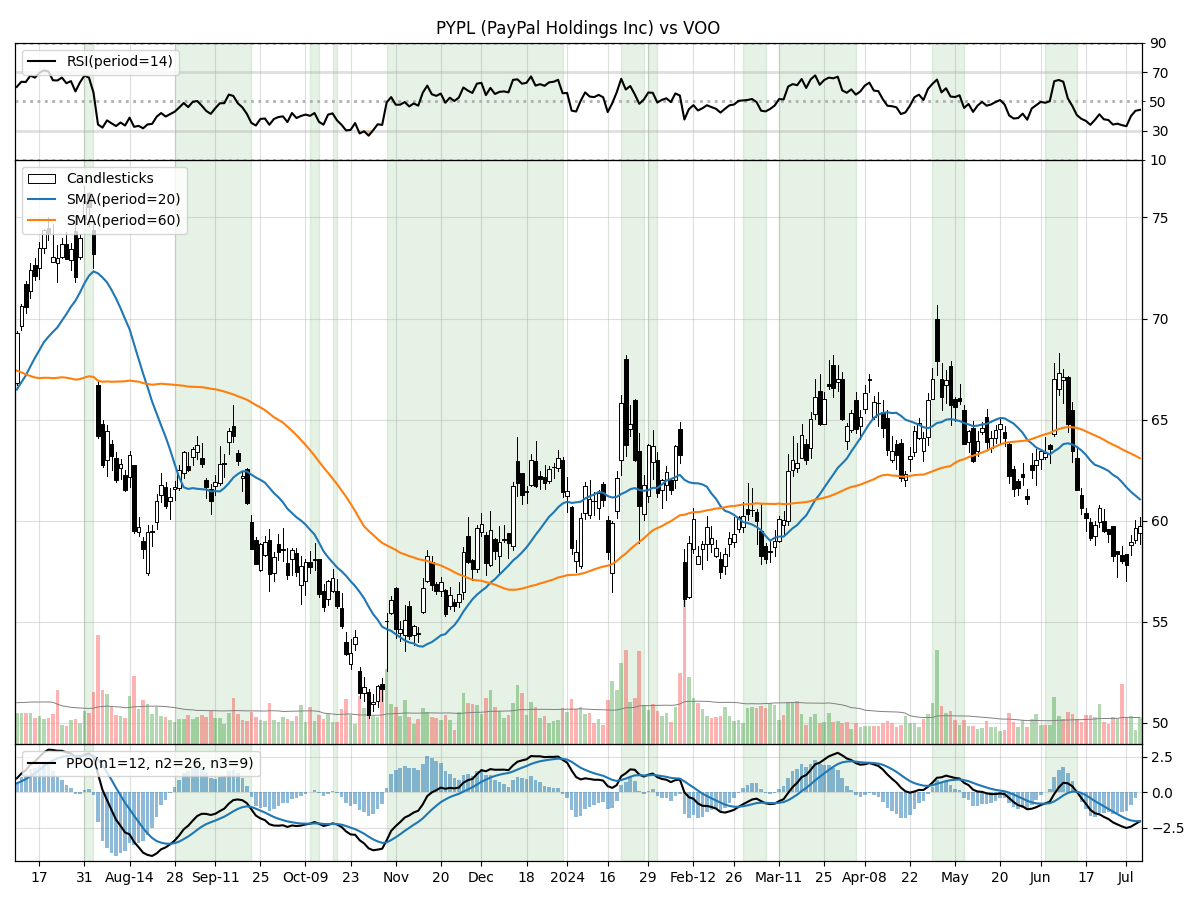 PYPL (PayPal Holdings Inc) vs VOO
RSI(period=14)
90
70
50
30
10
Candlesticks
SMA(period=20)
SMA(period=60)
75
70
65
60
55
50
PPO(n1=12, n2=26, n3=9)
2.5
0.0
−2.5
17 31 Aug-14 28 Sep-11 25 Oct-09 23 Nov 20 Dec 18 2024 16 29 Feb-12 26 Mar-11 25 Apr-08 22 May 20 Jun 17 Jul